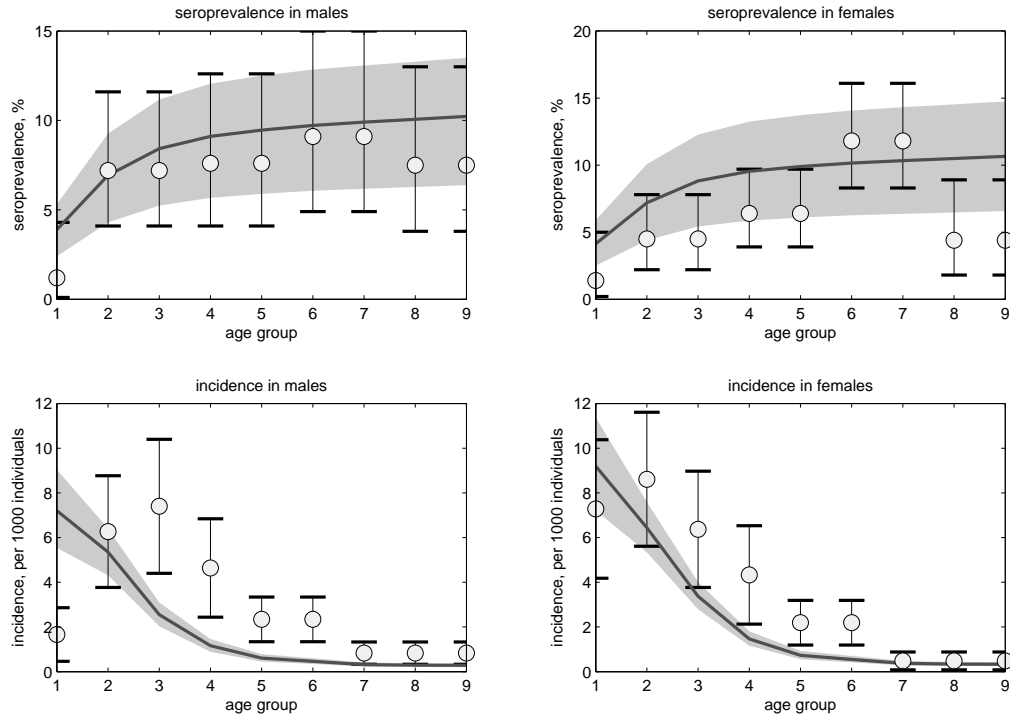 seroprevalence in males
15
10
5
0
seroprevalence, %
1 2 3 4 5 6 7 8 9
age group
seroprevalence in females
20
15
10
5
0
seroprevalence, %
1 2 3 4 5 6 7 8 9
age group
incidence in males
12
10
8
6
4
2
0
incidence, per 1000 individuals
1 2 3 4 5 6 7 8 9
age group
incidence in females
12
10
8
6
4
2
0
incidence, per 1000 individuals
1 2 3 4 5 6 7 8 9
age group